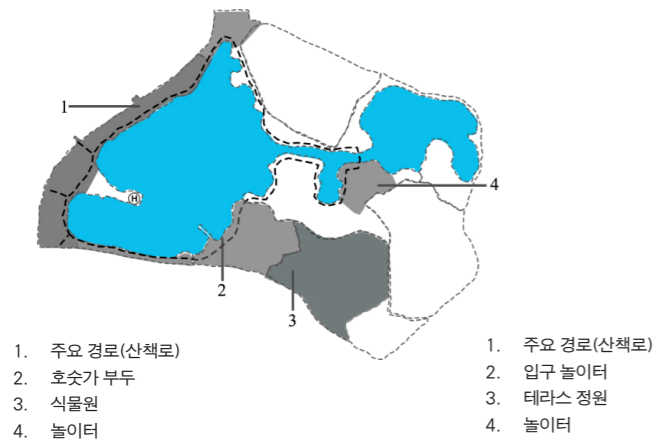 1
H
4
2
3
1. 주요 경로(산책로)
2. 호숫가 부두
3. 식물원
4. 놀이터
1. 주요 경로(산책로)
2. 입구 놀이터
3. 테라스 정원
4. 놀이터